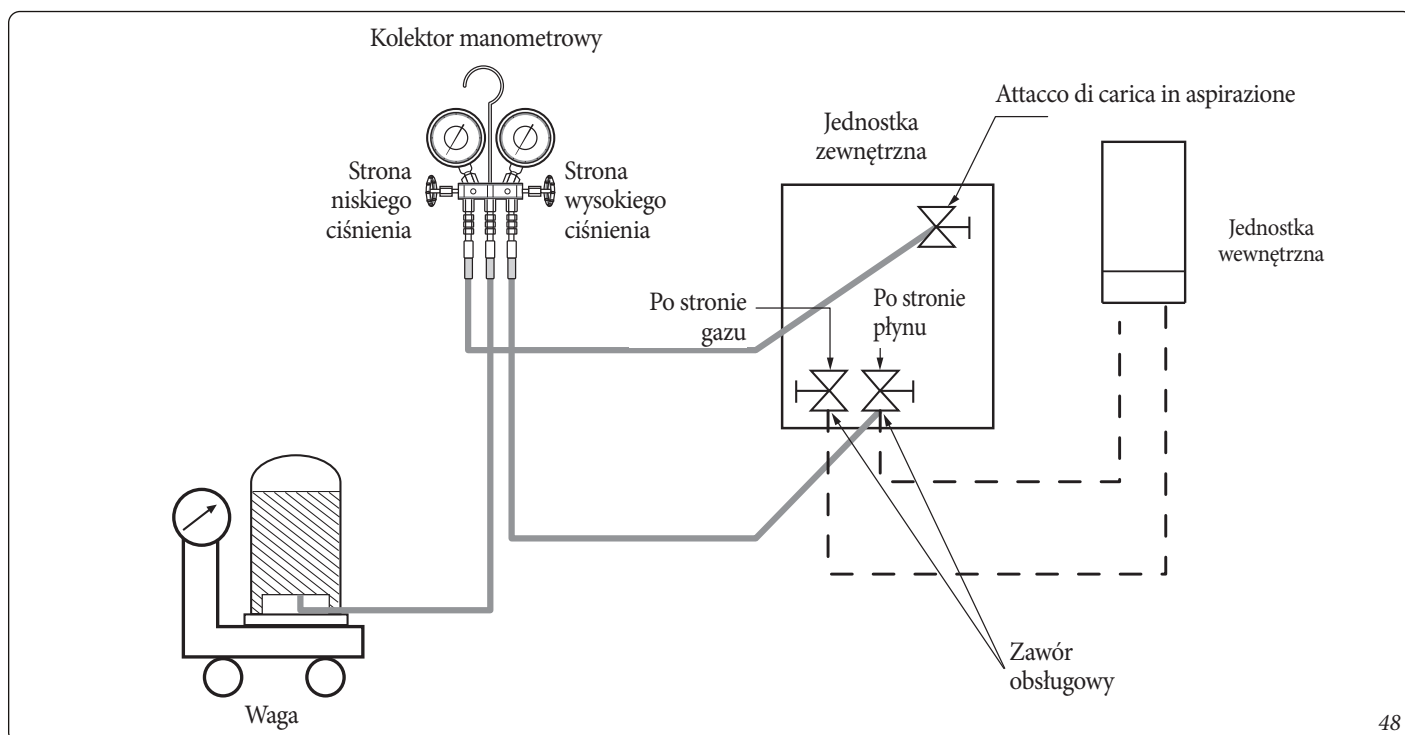 Kolektor manometrowy
Attacco di carica in aspirazione
Jednostka
zewnętrzna
Strona
niskiego
ciśnienia
Strona
wysokiego
ciśnienia
Jednostka
wewnętrzna
Po stronie
gazu
Po stronie
płynu
Zawór
obsługowy
Waga
48